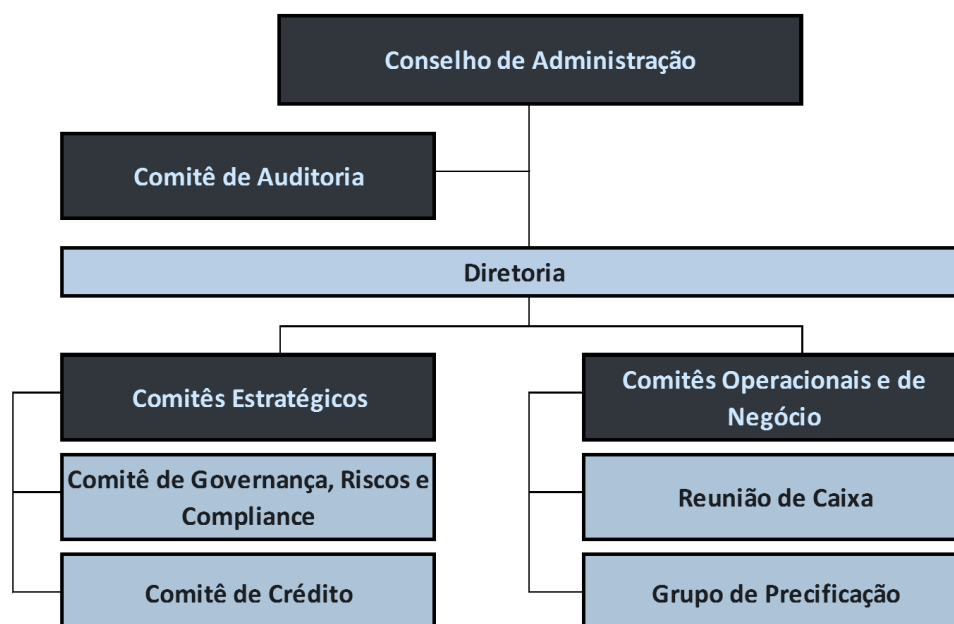 Conselho de Administração
Comitê de Auditoria
Diretoria
Comitês Estratégicos
Comitês Operacionais e de
Negócio
Comitê de Governança, Riscos e
Compliance
Reunião de Caixa
Comitê de Crédito
Grupo de Precificação